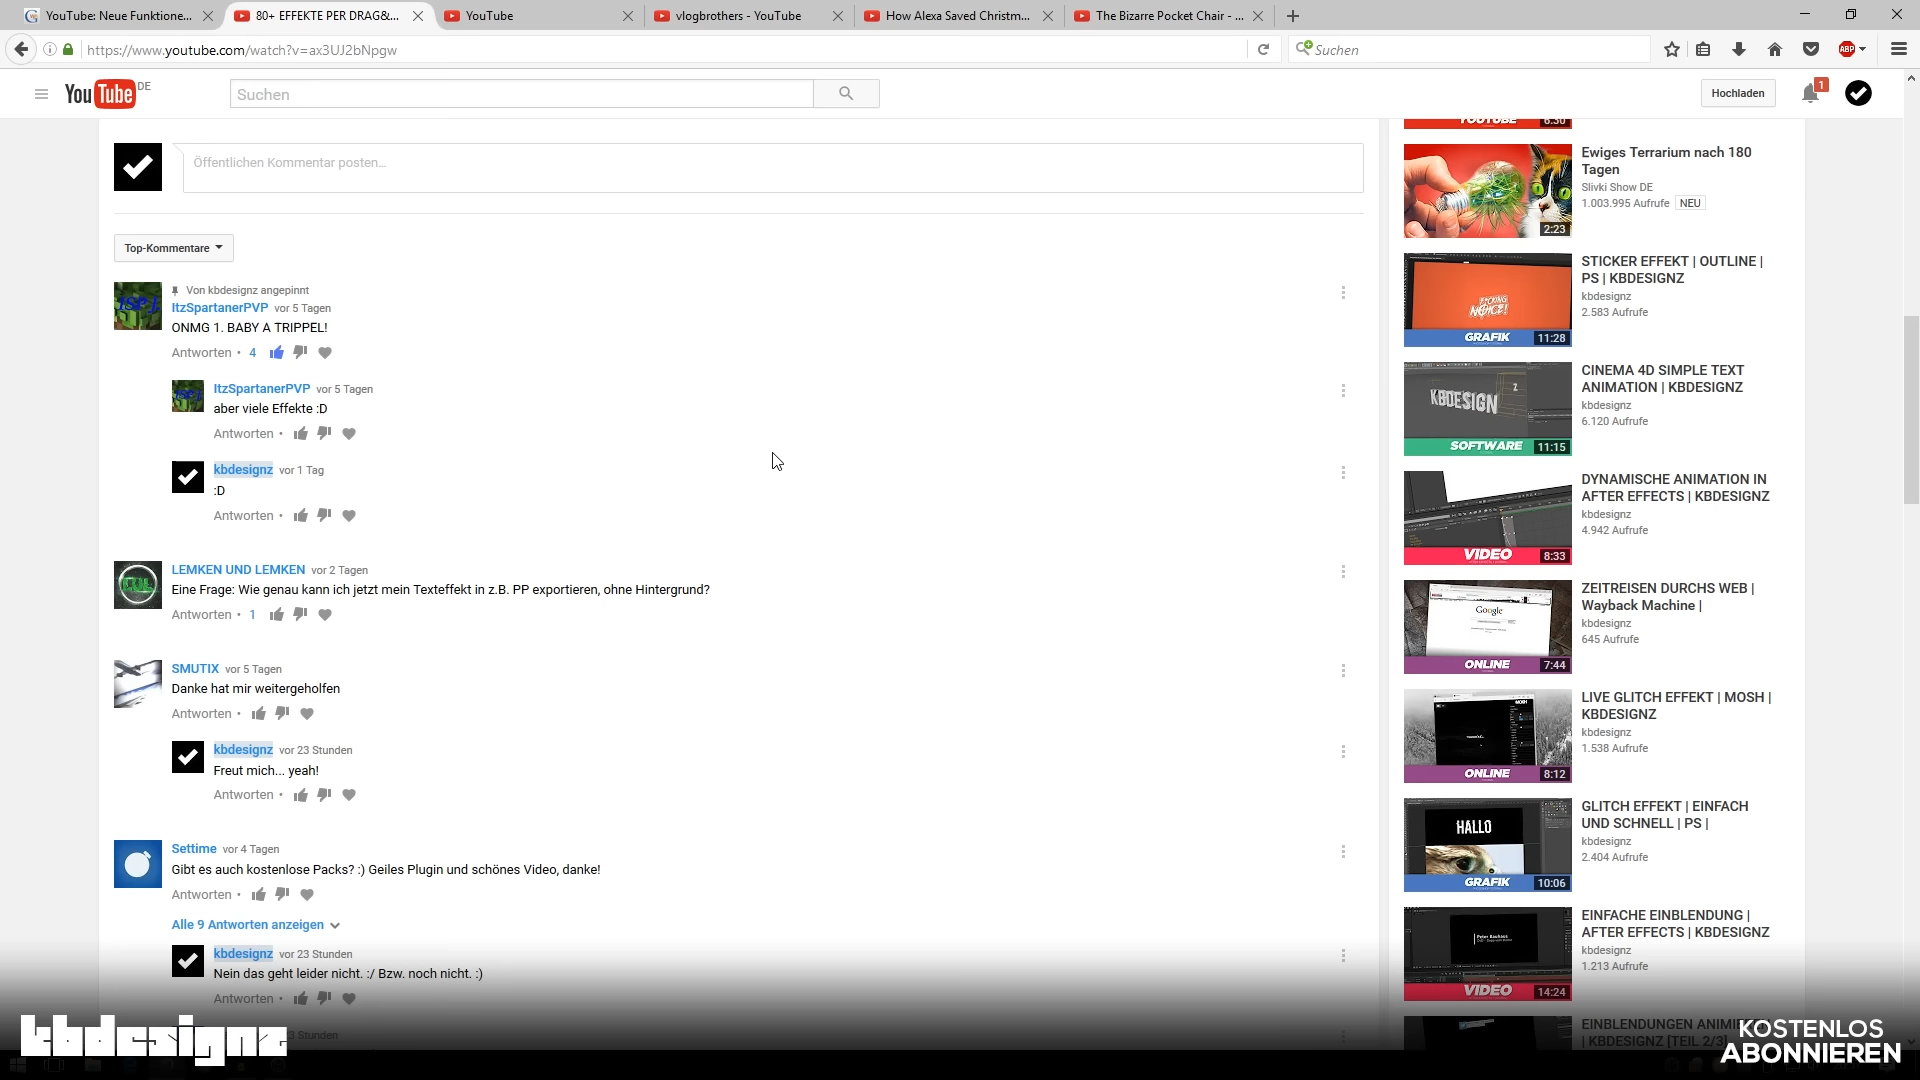 YouTube: Neue Funktione...
80+ EFFEKTE PER DRAG&...
YouTube
vlogbrothers - YouTube
How Alexa Saved Christm...
The Bizarre Pocket Chair - ...
https://www.youtube.com/watch?v=ax3UJ2bNpgw
Suchen
ABP
YouTube DE
Suchen
Hochladen
1
Öffentlichen Kommentar posten...
Top-Kommentare
Von kbdesignz angepinnt
ItzSpartanerPVP vor 5 Tagen
ONMG 1. BABY A TRIPPEL!
Antworten • 4
ItzSpartanerPVP vor 5 Tagen
aber viele Effekte :D
Antworten •
kbdesignz vor 1 Tag
:D
Antworten •
LEMKEN UND LEMKEN vor 2 Tagen
Eine Frage: Wie genau kann ich jetzt mein Texteffekt in z.B. PP exportieren, ohne Hintergrund?
Antworten • 1
SMUTIX vor 5 Tagen
Danke hat mir weitergeholfen
Antworten •
kbdesignz vor 23 Stunden
Freut mich... yeah!
Antworten •
Settime vor 4 Tagen
Gibt es auch kostenlose Packs? :) Geiles Plugin und schönes Video, danke!
Antworten •
Alle 9 Antworten anzeigen
kbdesignz vor 23 Stunden
Nein das geht leider nicht. :/ Bzw. noch nicht. :)
Antworten •
3 Stunden
YOUTUBE 6:30
Ewiges Terrarium nach 180
Tagen
Slivki Show DE
1.003.995 Aufrufe NEU
2:23
STICKER EFFEKT | OUTLINE |
PS | KBDESIGNZ
kbdesignz
2.583 Aufrufe
GRAFIK 11:28
CINEMA 4D SIMPLE TEXT
ANIMATION | KBDESIGNZ
kbdesignz
6.120 Aufrufe
KBDESIGN
SOFTWARE 11:15
DYNAMISCHE ANIMATION IN
AFTER EFFECTS | KBDESIGNZ
kbdesignz
4.942 Aufrufe
VIDEO 8:33
ZEITREISEN DURCHS WEB |
Wayback Machine |
kbdesignz
645 Aufrufe
Google
ONLINE 7:44
LIVE GLITCH EFFEKT | MOSH |
KBDESIGNZ
kbdesignz
1.538 Aufrufe
MOSH
ONLINE 8:12
GLITCH EFFEKT | EINFACH
UND SCHNELL | PS |
kbdesignz
2.404 Aufrufe
HALLO
GRAFIK 10:06
EINFACHE EINBLENDUNG |
AFTER EFFECTS | KBDESIGNZ
kbdesignz
1.213 Aufrufe
Peter Bauhaus
VIDEO 14:24
EINBLENDUNGEN ANIMIE
| KBDESIGNZ [TEIL 2/3]
kbdesignz
KOSTENLOS
ABONNIEREN